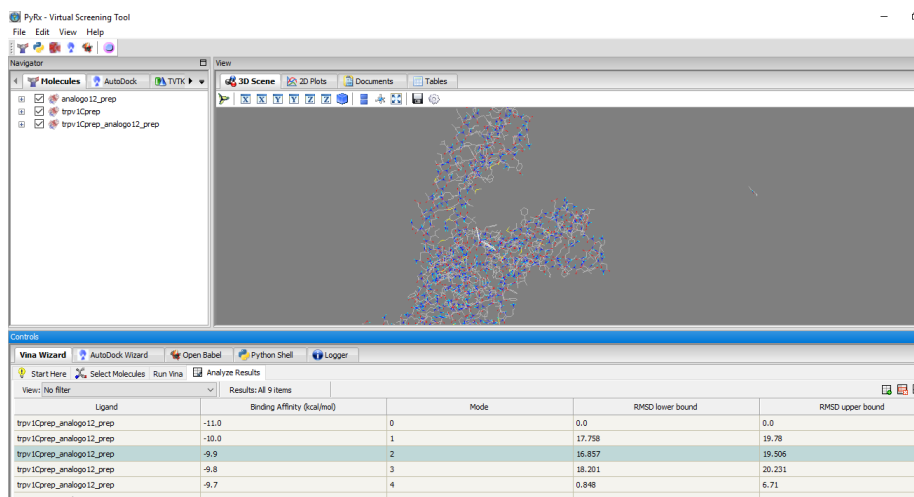 PyRx - Virtual Screening Tool
File Edit View Help
Navigator View
Molecules AutoDock TVTK 3D Scene 2D Plots Documents Tables
X X Y Y Z Z
analogo12_prep
trpv1Cprep
trpv1Cprep_analogo12_prep
Controls
Vina Wizard AutoDock Wizard Open Babel Python Shell Logger
Start Here Select Molecules Run Vina Analyze Results
View: No filter Results: All 9 items
Ligand Binding Affinity (kcal/mol) Mode RMSD lower bound RMSD upper bound
trpv1Cprep_analogo12_prep -11.0 0 0.0 0.0
trpv1Cprep_analogo12_prep -10.0 1 17.758 19.78
trpv1Cprep_analogo12_prep -9.9 2 16.857 19.506
trpv1Cprep_analogo12_prep -9.8 3 18.201 20.231
trpv1Cprep_analogo12_prep -9.7 4 0.848 6.71